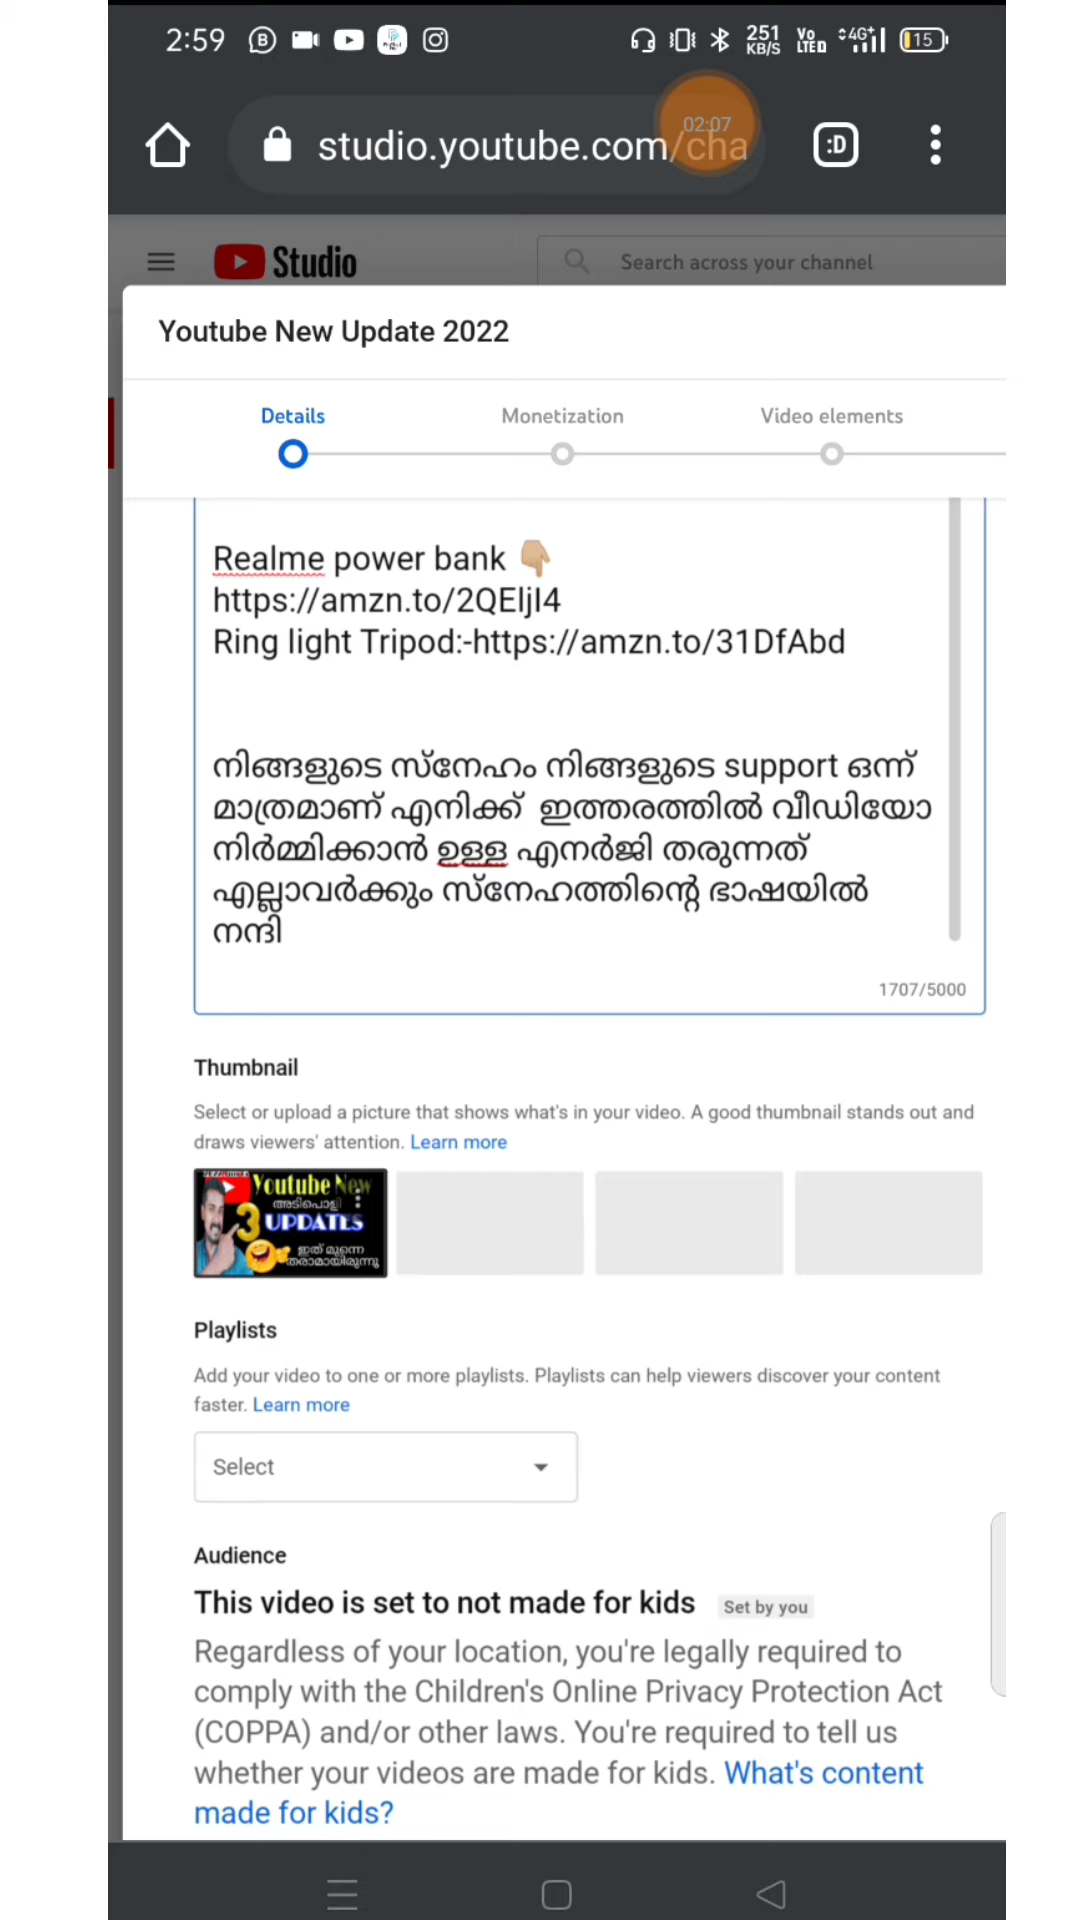 2:59
251
KB/S
Vo
LTE
4G+
15
02:07
studio.youtube.com/cha
:D
Studio
Search across your channel
Youtube New Update 2022
Details
Monetization
Video elements
Realme power bank 👇🏼
https://amzn.to/2QEljI4
Ring light Tripod:-https://amzn.to/31DfAbd
നിങ്ങളുടെ സ്നേഹം നിങ്ങളുടെ support ഒന്ന്
മാത്രമാണ് എനിക്ക്  ഇത്തരത്തിൽ വീഡിയോ
നിർമ്മിക്കാൻ ഉള്ള എനർജി തരുന്നത്
എല്ലാവർക്കും സ്നേഹത്തിന്റെ ഭാഷയിൽ
നന്ദി
1707/5000
Thumbnail
Select or upload a picture that shows what's in your video. A good thumbnail stands out and
draws viewers' attention. Learn more
Youtube New
അടിപൊളി
3 UPDATES
ഇത് മുന്നെ
തരാമായിരുന്നു
Playlists
Add your video to one or more playlists. Playlists can help viewers discover your content
faster. Learn more
Select
Audience
This video is set to not made for kids
Set by you
Regardless of your location, you're legally required to
comply with the Children's Online Privacy Protection Act
(COPPA) and/or other laws. You're required to tell us
whether your videos are made for kids. What's content
made for kids?